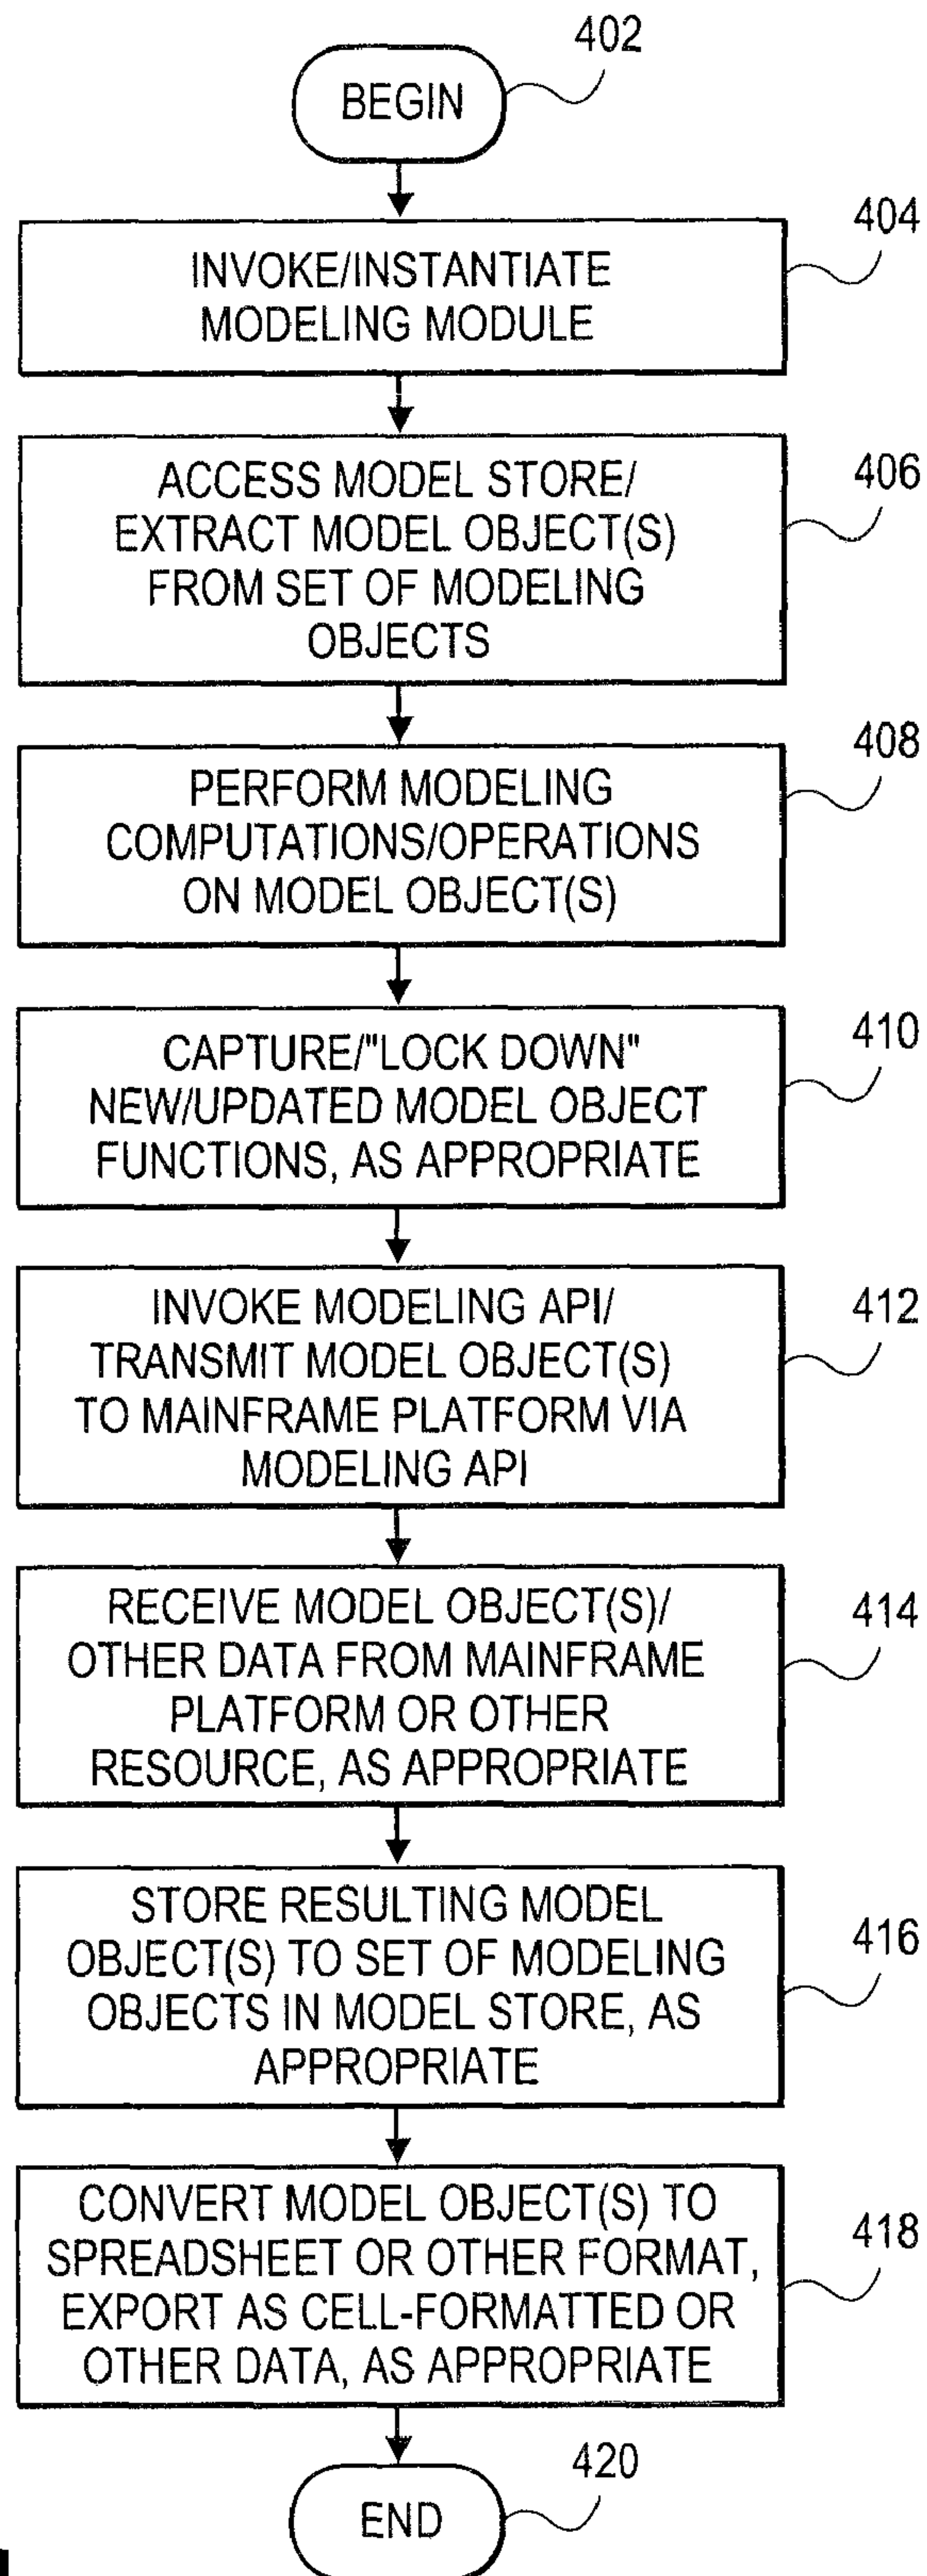 402
BEGIN
404
INVOKE/INSTANTIATE
MODELING MODULE
406
ACCESS MODEL STORE/
EXTRACT MODEL OBJECT(S)
FROM SET OF MODELING
OBJECTS
408
PERFORM MODELING
COMPUTATIONS/OPERATIONS
ON MODEL OBJECT(S)
410
CAPTURE/"LOCK DOWN"
NEW/UPDATED MODEL OBJECT
FUNCTIONS, AS APPROPRIATE
412
INVOKE MODELING API/
TRANSMIT MODEL OBJECT(S)
TO MAINFRAME PLATFORM VIA
MODELING API
414
RECEIVE MODEL OBJECT(S)/
OTHER DATA FROM MAINFRAME
PLATFORM OR OTHER
RESOURCE, AS APPROPRIATE
416
STORE RESULTING MODEL
OBJECT(S) TO SET OF MODELING
OBJECTS IN MODEL STORE, AS
APPROPRIATE
418
CONVERT MODEL OBJECT(S) TO
SPREADSHEET OR OTHER FORMAT,
EXPORT AS CELL-FORMATTED OR
OTHER DATA, AS APPROPRIATE
420
END